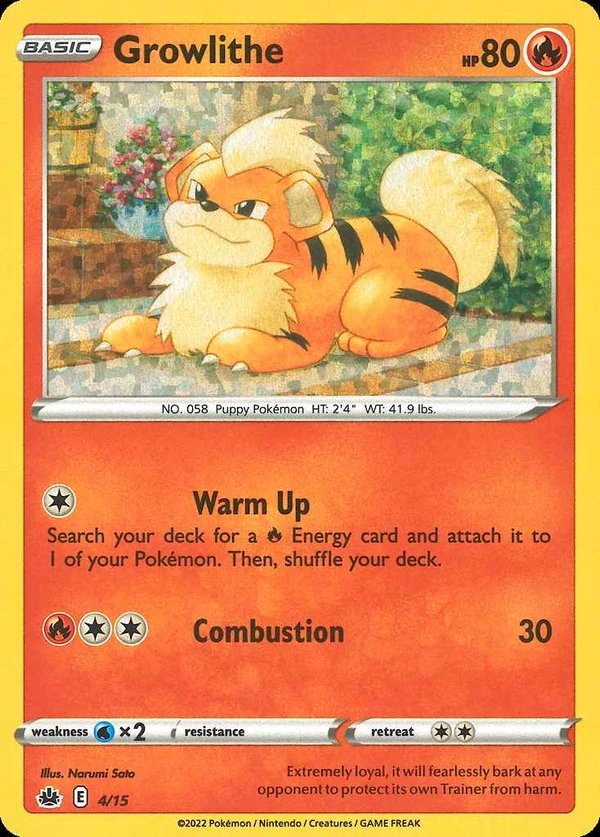 BASIC Growlithe HP80
NO. 058 Puppy Pokémon HT: 2'4" WT: 41.9 lbs.
Warm Up
Search your deck for a Energy card and attach it to
1 of your Pokémon. Then, shuffle your deck.
Combustion 30
weakness ×2 resistance retreat
Illus. Narumi Sato
Extremely loyal, it will fearlessly bark at any
opponent to protect its own Trainer from harm.
E 4/15
©2022 Pokémon / Nintendo / Creatures / GAME FREAK